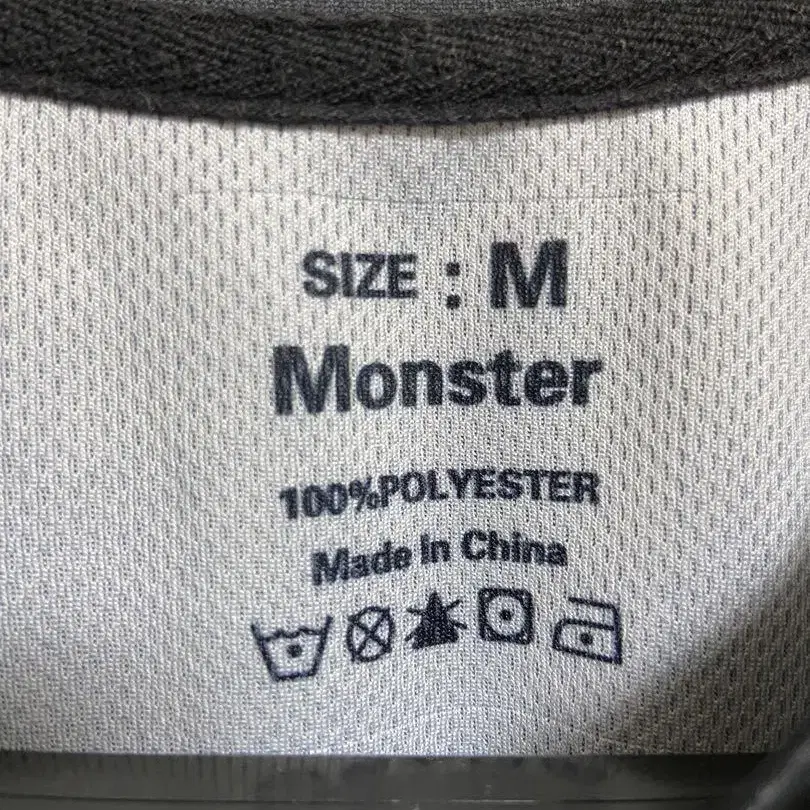 SIZE : M
Monster
100%POLYESTER
Made In China